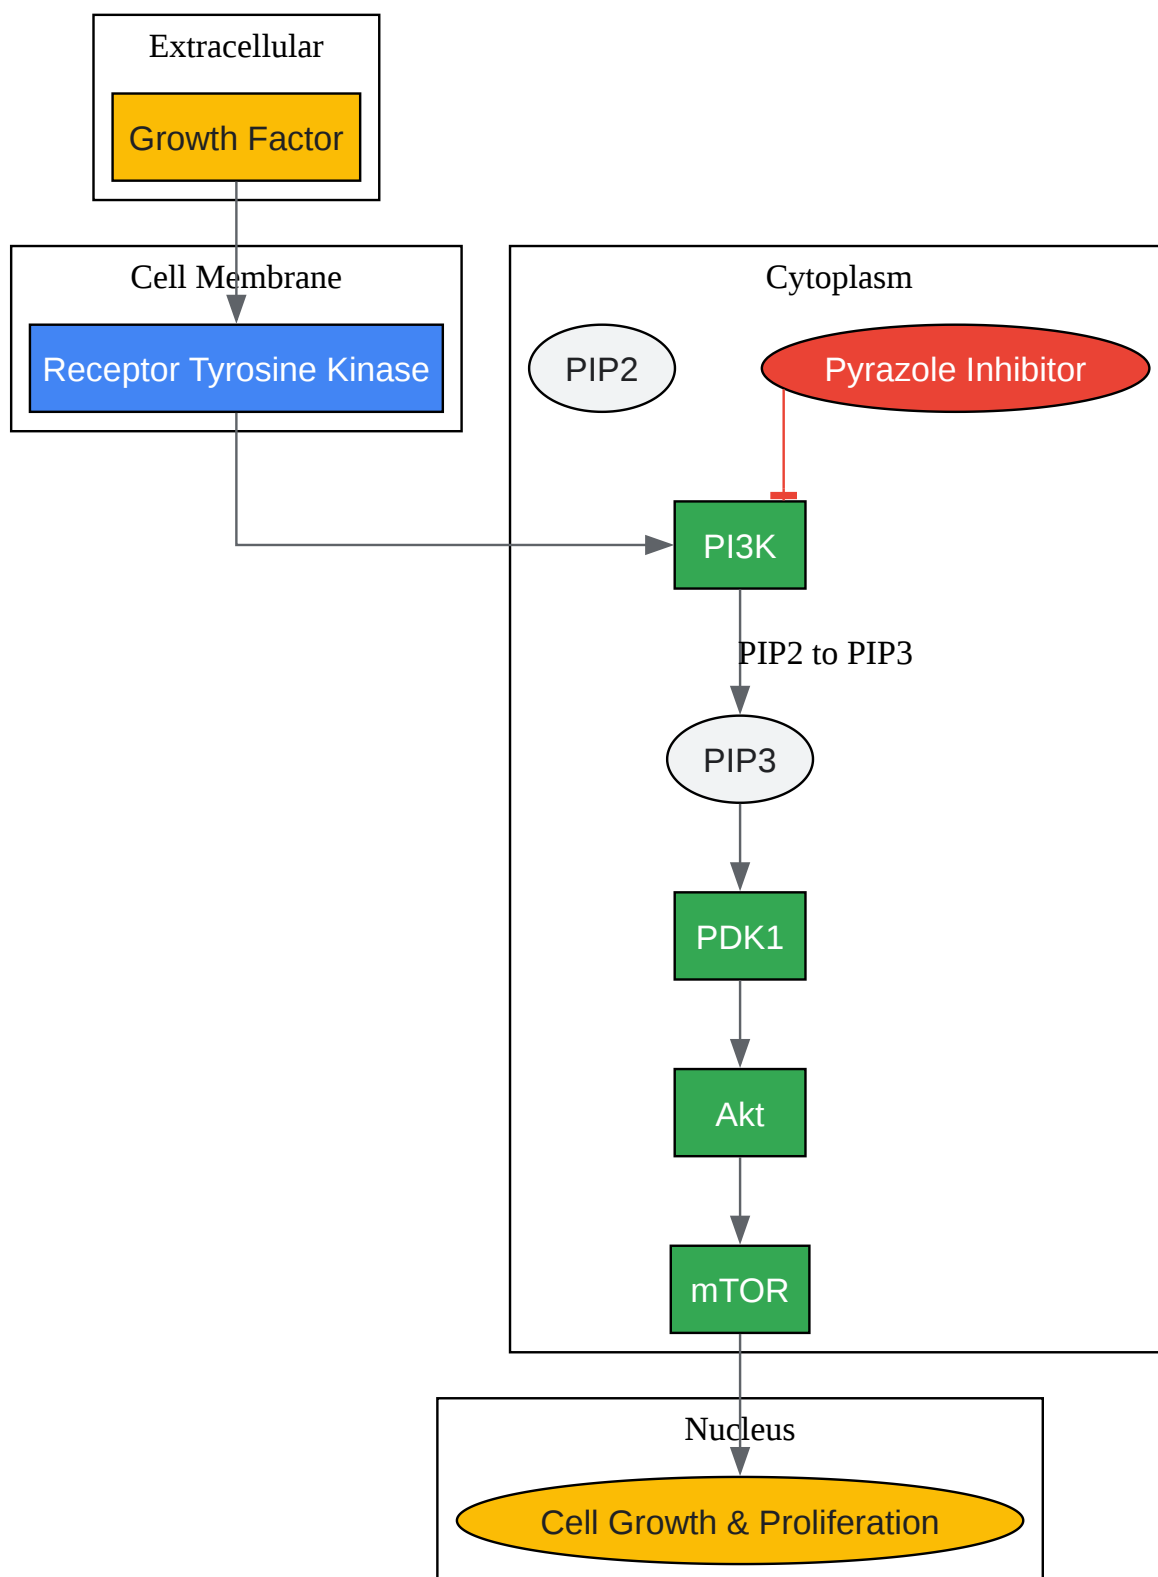 Extracellular
Growth Factor
Cell Membrane
Receptor Tyrosine Kinase
Cytoplasm
PIP2
Pyrazole Inhibitor
PI3K
PIP2 to PIP3
PIP3
PDK1
Akt
mTOR
Nucleus
Cell Growth & Proliferation